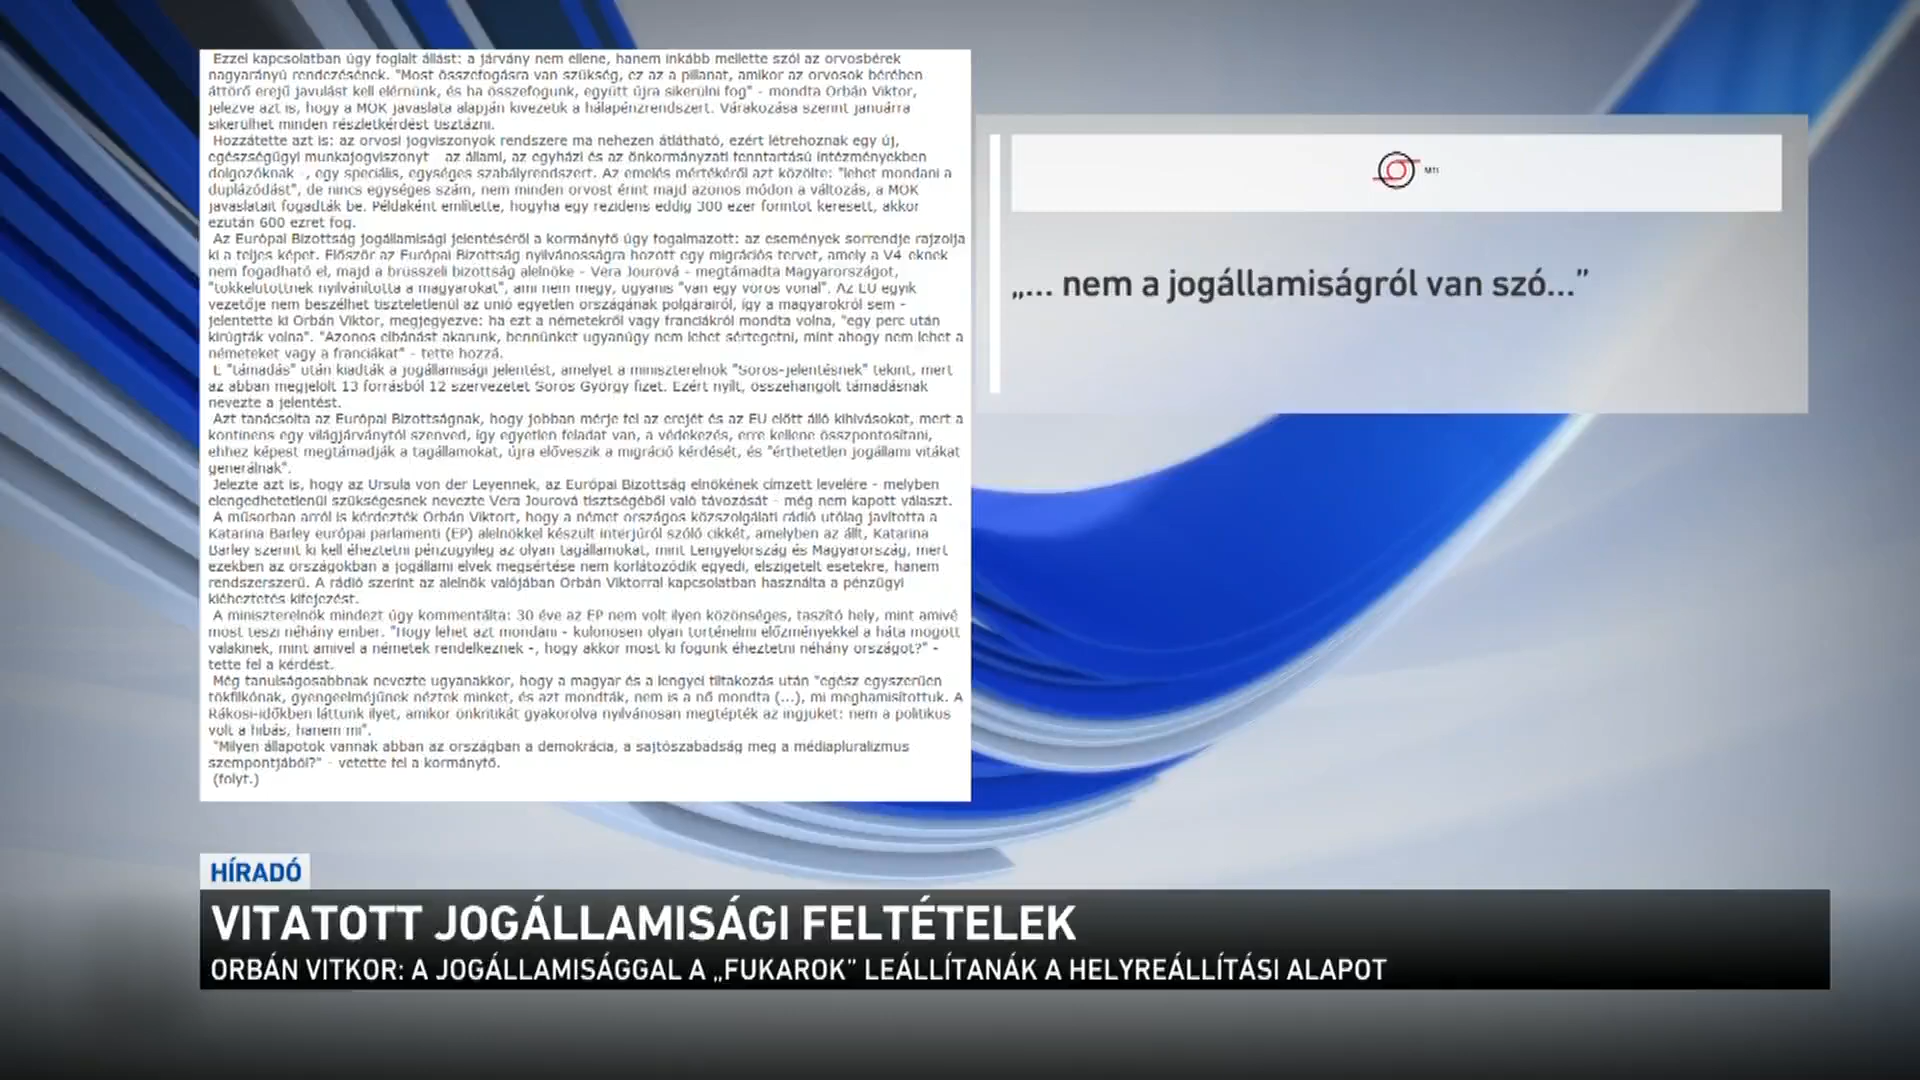 Ezzel kapcsolatban úgy foglalt állást: a járvány nem ellene, hanem inkább mellette szól az orvosbérek
nagyarányú rendezésének. "Most összefogásra van szükség, ez az a pillanat, amikor az orvosok bérében
áttörő erejű javulást kell elérnünk, és ha összefogunk, együtt újra sikerülni fog" - mondta Orbán Viktor,
jelezve azt is, hogy a MOK javaslata alapján kivezetik a hálapénzrendszert. Várakozása szerint januárra
sikerülhet minden részletkérdést tisztázni.
Hozzátette azt is: az orvosi jogviszonyok rendszere ma nehezen átlátható, ezért létrehoznak egy új,
egészségügyi munkajogviszonyt - az állami, az egyházi és az önkormányzati fenntartású intézményekben
dolgozóknak -, egy speciális, egységes szabályrendszert. Az emelés mértékéről azt közölte: "lehet mondani a
duplázódást", de nincs egységes szám, nem minden orvost érint majd azonos módon a változás, a MOK
javaslatait fogadták be. Példaként említette, hogyha egy rezidens eddig 300 ezer forintot keresett, akkor
ezután 600 ezret fog.
Az Európai Bizottság jogállamisági jelentéséről a kormányfő úgy fogalmazott: az események sorrendje rajzolja
ki a teljes képet. Először az Európai Bizottság nyilvánosságra hozott egy migrációs tervet, amely a V4-eknek
nem fogadható el, majd a brüsszeli bizottság alelnöke - Vera Jourová - megtámadta Magyarországot,
"tökkelütöttnek nyilvánította a magyarokat", ami nem megy, ugyanis "van egy vörös vonal". Az EU egyik
vezetője nem beszélhet tiszteletlenül az unió egyetlen országának polgárairól, így a magyarokról sem -
jelentette ki Orbán Viktor, megjegyezve: ha ezt a németekről vagy franciákról mondta volna, "egy perc után
kirúgták volna". "Azonos elbánást akarunk, bennünket ugyanúgy nem lehet sértegetni, mint ahogy nem lehet a
németeket vagy a franciákat" - tette hozzá.
E "támadás" után kiadták a jogállamisági jelentést, amelyet a miniszterelnök "Soros-jelentésnek" tekint, mert
az abban megjelölt 13 forrásból 12 szervezetet Soros György fizet. Ezért nyílt, összehangolt támadásnak
nevezte a jelentést.
Azt tanácsolta az Európai Bizottságnak, hogy jobban mérje fel az erejét és az EU előtt álló kihívásokat, mert a
kontinens egy világjárványtól szenved, így egyetlen feladat van, a védekezés, erre kellene összpontosítani,
ehhez képest megtámadják a tagállamokat, újra előveszik a migráció kérdését, és "érthetetlen jogállami vitákat
generálnak".
Jelezte azt is, hogy az Ursula von der Leyennek, az Európai Bizottság elnökének címzett levelére - melyben
elengedhetetlenül szükségesnek nevezte Vera Jourová tisztségéből való távozását - még nem kapott választ.
A műsorban arról is kérdezték Orbán Viktort, hogy a német országos közszolgálati rádió utólag javította a
Katarina Barley európai parlamenti (EP) alelnökkel készült interjúról szóló cikkét, amelyben az állt, Katarina
Barley szerint ki kell éheztetni pénzügyileg az olyan tagállamokat, mint Lengyelország és Magyarország, mert
ezekben az országokban a jogállami elvek megsértése nem korlátozódik egyedi, elszigetelt esetekre, hanem
rendszerszerű. A rádió szerint az alelnök valójában Orbán Viktorral kapcsolatban használta a pénzügyi
kiéheztetés kifejezést.
A miniszterelnök mindezt úgy kommentálta: 30 éve az EP nem volt ilyen közönséges, taszító hely, mint amivé
most teszi néhány ember. "Hogy lehet azt mondani - különösen olyan történelmi előzményekkel a háta mögött
valakinek, mint amivel a németek rendelkeznek -, hogy akkor most ki fogunk éheztetni néhány országot?" -
tette fel a kérdést.
Még tanulságosabbnak nevezte ugyanakkor, hogy a magyar és a lengyel tiltakozás után "egész egyszerűen
tökfilkónak, gyengeelméjűnek néztek minket, és azt mondták, nem is a nő mondta (...), mi meghamisítottuk. A
Rákosi-időkben láttunk ilyet, amikor önkritikát gyakorolva nyilvánosan megtépték az ingjüket: nem a politikus
volt a hibás, hanem mi".
"Milyen állapotok vannak abban az országban a demokrácia, a sajtószabadság meg a médiapluralizmus
szempontjából?" - vetette fel a kormányfő.
(folyt.)
MTI
„... nem a jogállamiságról van szó...”
HÍRADÓ
VITATOTT JOGÁLLAMISÁGI FELTÉTELEK
ORBÁN VITKOR: A JOGÁLLAMISÁGGAL A „FUKAROK” LEÁLLÍTANÁK A HELYREÁLLÍTÁSI ALAPOT